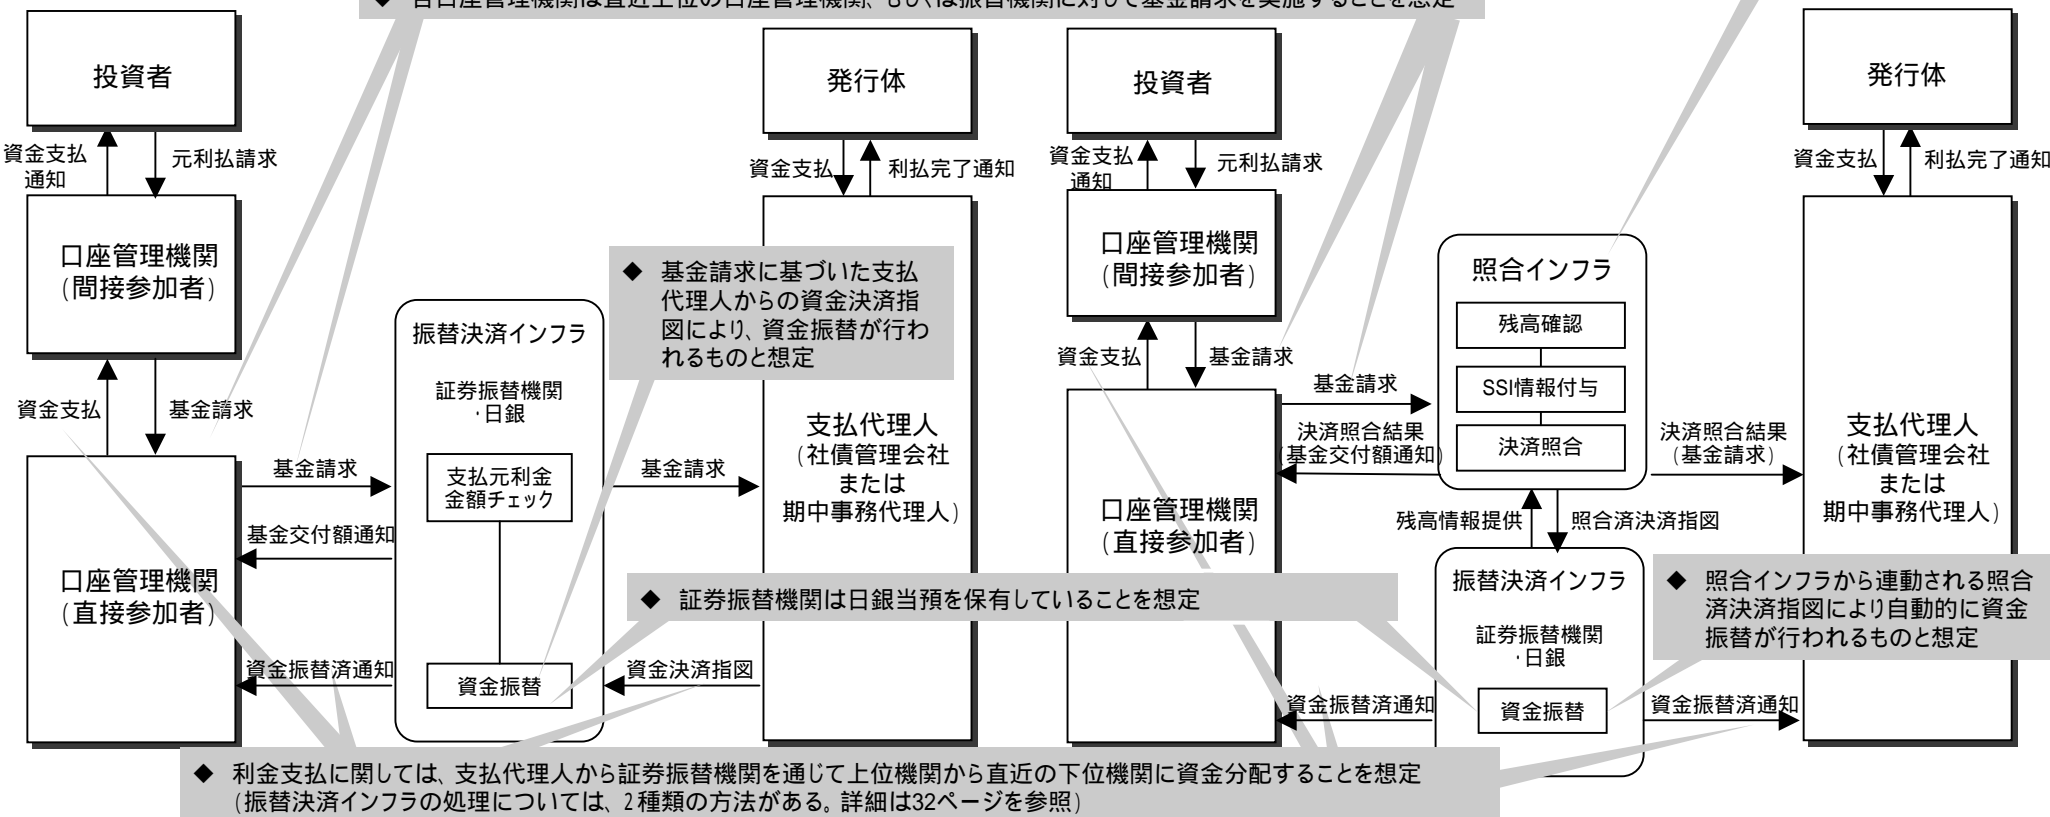 ◆ 各口座管理機関は直近上位の口座管理機関、もしくは振替機関に対して基金請求を実施することを想定
投資者
資金支払
通知
元利払請求
口座管理機関
(間接参加者)
資金支払
基金請求
口座管理機関
(直接参加者)
基金請求
基金交付額通知
資金振替済通知
振替決済インフラ
証券振替機関
・日銀
支払元利金
金額チェック
資金振替
◆ 基金請求に基づいた支払
代理人からの資金決済指
図により、資金振替が行わ
れるものと想定
基金請求
資金決済指図
発行体
資金支払
利払完了通知
支払代理人
(社債管理会社
または
期中事務代理人)
◆ 証券振替機関は日銀当預を保有していることを想定
投資者
資金支払
通知
元利払請求
口座管理機関
(間接参加者)
資金支払
基金請求
口座管理機関
(直接参加者)
基金請求
決済照合結果
(基金交付額通知)
資金振替済通知
照合インフラ
残高確認
SSI情報付与
決済照合
残高情報提供
照合済決済指図
振替決済インフラ
証券振替機関
・日銀
資金振替
決済照合結果
(基金請求)
資金振替済通知
発行体
資金支払
利払完了通知
支払代理人
(社債管理会社
または
期中事務代理人)
◆ 照合インフラから連動される照合
済決済指図により自動的に資金
振替が行われるものと想定
◆ 利金支払に関しては、支払代理人から証券振替機関を通じて上位機関から直近の下位機関に資金分配することを想定
(振替決済インフラの処理については、2種類の方法がある。詳細は32ページを参照)